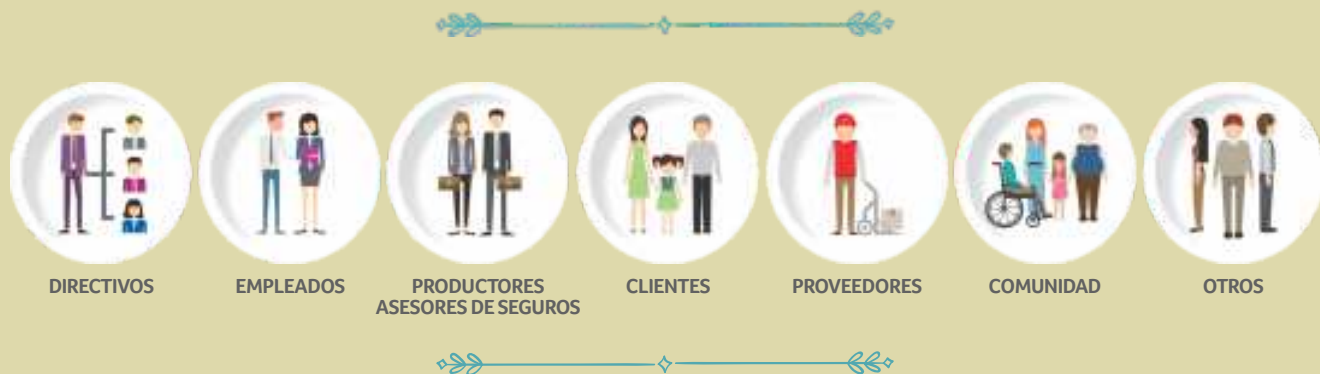 DIRECTIVOS
EMPLEADOS
PRODUCTORES
ASESORES DE SEGUROS
CLIENTES
PROVEEDORES
COMUNIDAD
OTROS